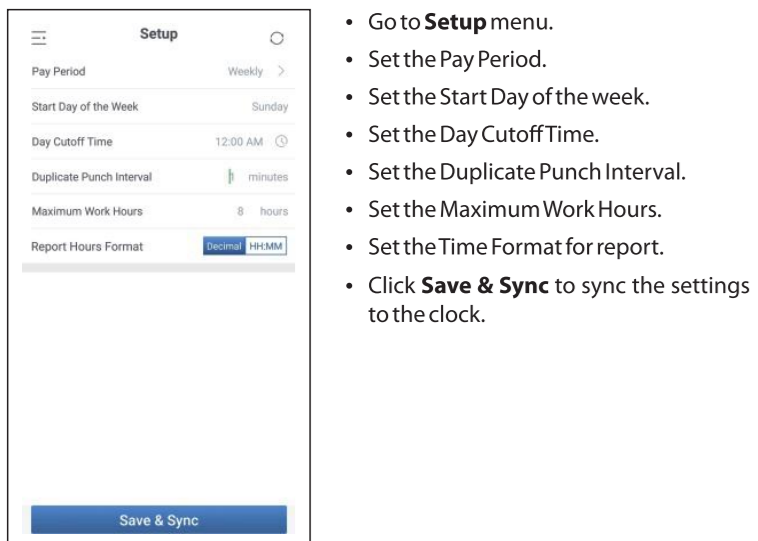 Setup
Pay Period Weekly >
Start Day of the Week Sunday
Day Cutoff Time 12:00 AM
Duplicate Punch Interval minutes
Maximum Work Hours 8 hours
Report Hours Format Decimal HH:MM
Save & Sync
• Go to Setup menu.
• Set the Pay Period.
• Set the Start Day of the week.
• Set the Day Cutoff Time.
• Set the Duplicate Punch Interval.
• Set the Maximum Work Hours.
• Set the Time Format for report.
• Click Save & Sync to sync the settings
to the clock.